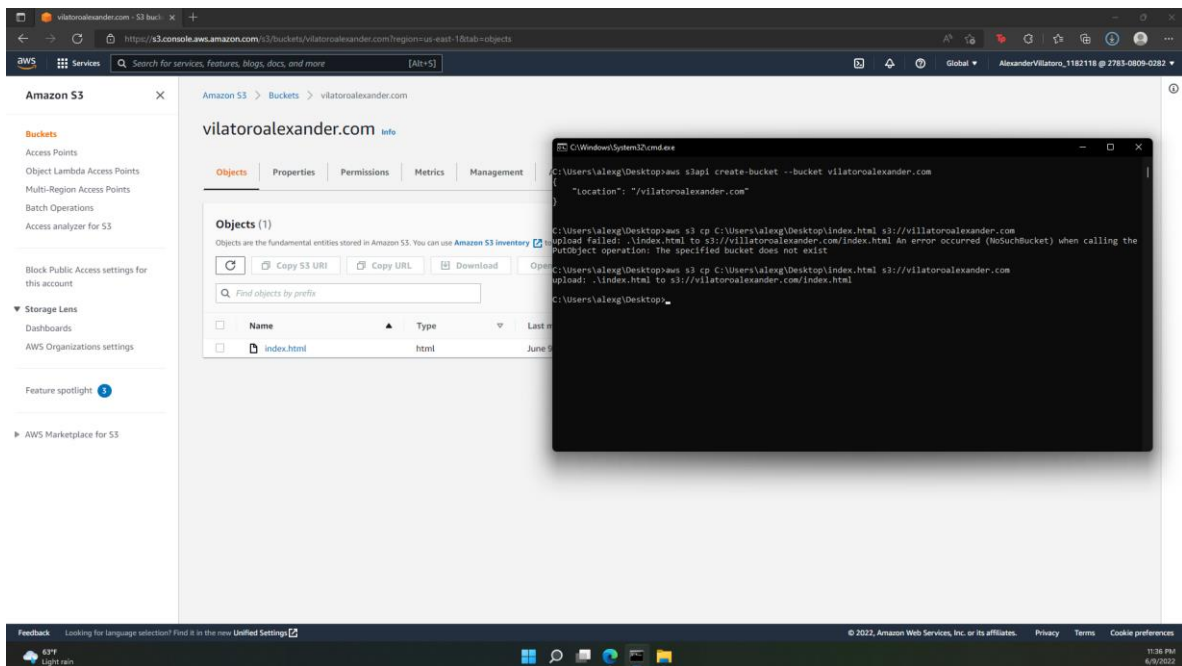 vilatoroalexander.com - S3 buck
https://s3.console.aws.amazon.com/s3/buckets/vilatoroalexander.com?region=us-east-1&tab=objects
aws
Services
Search for services, features, blogs, docs, and more
[Alt+S]
Global
AlexanderVillatoro_1182118 @ 2783-0809-0282
Amazon S3
Buckets
Access Points
Object Lambda Access Points
Multi-Region Access Points
Batch Operations
Access analyzer for S3
Block Public Access settings for
this account
Storage Lens
Dashboards
AWS Organizations settings
Feature spotlight 3
AWS Marketplace for S3
Amazon S3 > Buckets > vilatoroalexander.com
vilatoroalexander.com Info
Objects Properties Permissions Metrics Management
Objects (1)
Objects are the fundamental entities stored in Amazon S3. You can use Amazon S3 inventory to
Copy S3 URI Copy URL Download Open
Find objects by prefix
Name Type Last
index.html html June 9
C:\Windows\System32\cmd.exe
C:\Users\alexg\Desktop>aws s3api create-bucket --bucket vilatoroalexander.com
{
"Location": "/vilatoroalexander.com"
}
C:\Users\alexg\Desktop>aws s3 cp C:\Users\alexg\Desktop\index.html s3://villatoroalexander.com
upload failed: .\index.html to s3://villatoroalexander.com/index.html An error occurred (NoSuchBucket) when calling the
PutObject operation: The specified bucket does not exist
C:\Users\alexg\Desktop>aws s3 cp C:\Users\alexg\Desktop\index.html s3://vilatoroalexander.com
upload: .\index.html to s3://vilatoroalexander.com/index.html
C:\Users\alexg\Desktop>
Feedback Looking for language selection? Find it in the new Unified Settings
© 2022, Amazon Web Services, Inc. or its affiliates. Privacy Terms Cookie preferences
63°F
Light rain
11:36 PM
6/9/2022